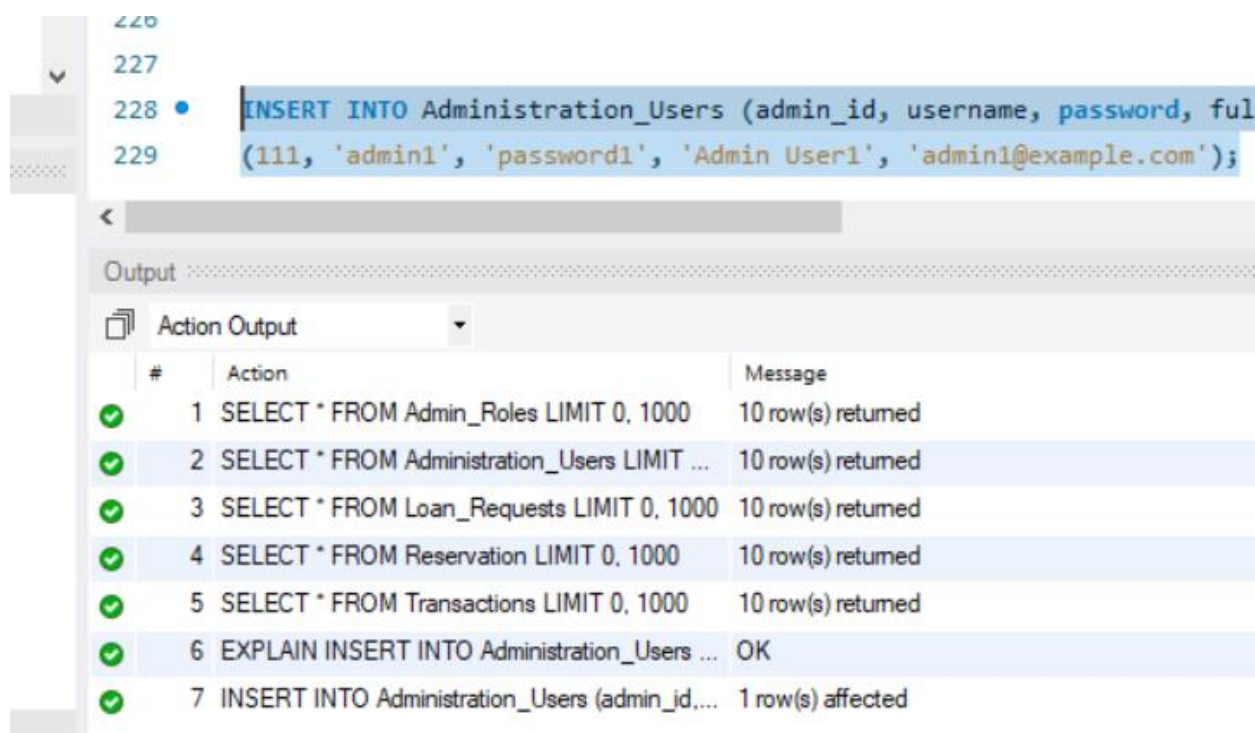 226
227
228 INSERT INTO Administration_Users (admin_id, username, password, ful
229 (111, 'admin1', 'password1', 'Admin User1', 'admin1@example.com');
Output
Action Output
# Action Message
1 SELECT * FROM Admin_Roles LIMIT 0, 1000 10 row(s) returned
2 SELECT * FROM Administration_Users LIMIT ... 10 row(s) returned
3 SELECT * FROM Loan_Requests LIMIT 0, 1000 10 row(s) returned
4 SELECT * FROM Reservation LIMIT 0, 1000 10 row(s) returned
5 SELECT * FROM Transactions LIMIT 0, 1000 10 row(s) returned
6 EXPLAIN INSERT INTO Administration_Users ... OK
7 INSERT INTO Administration_Users (admin_id,... 1 row(s) affected